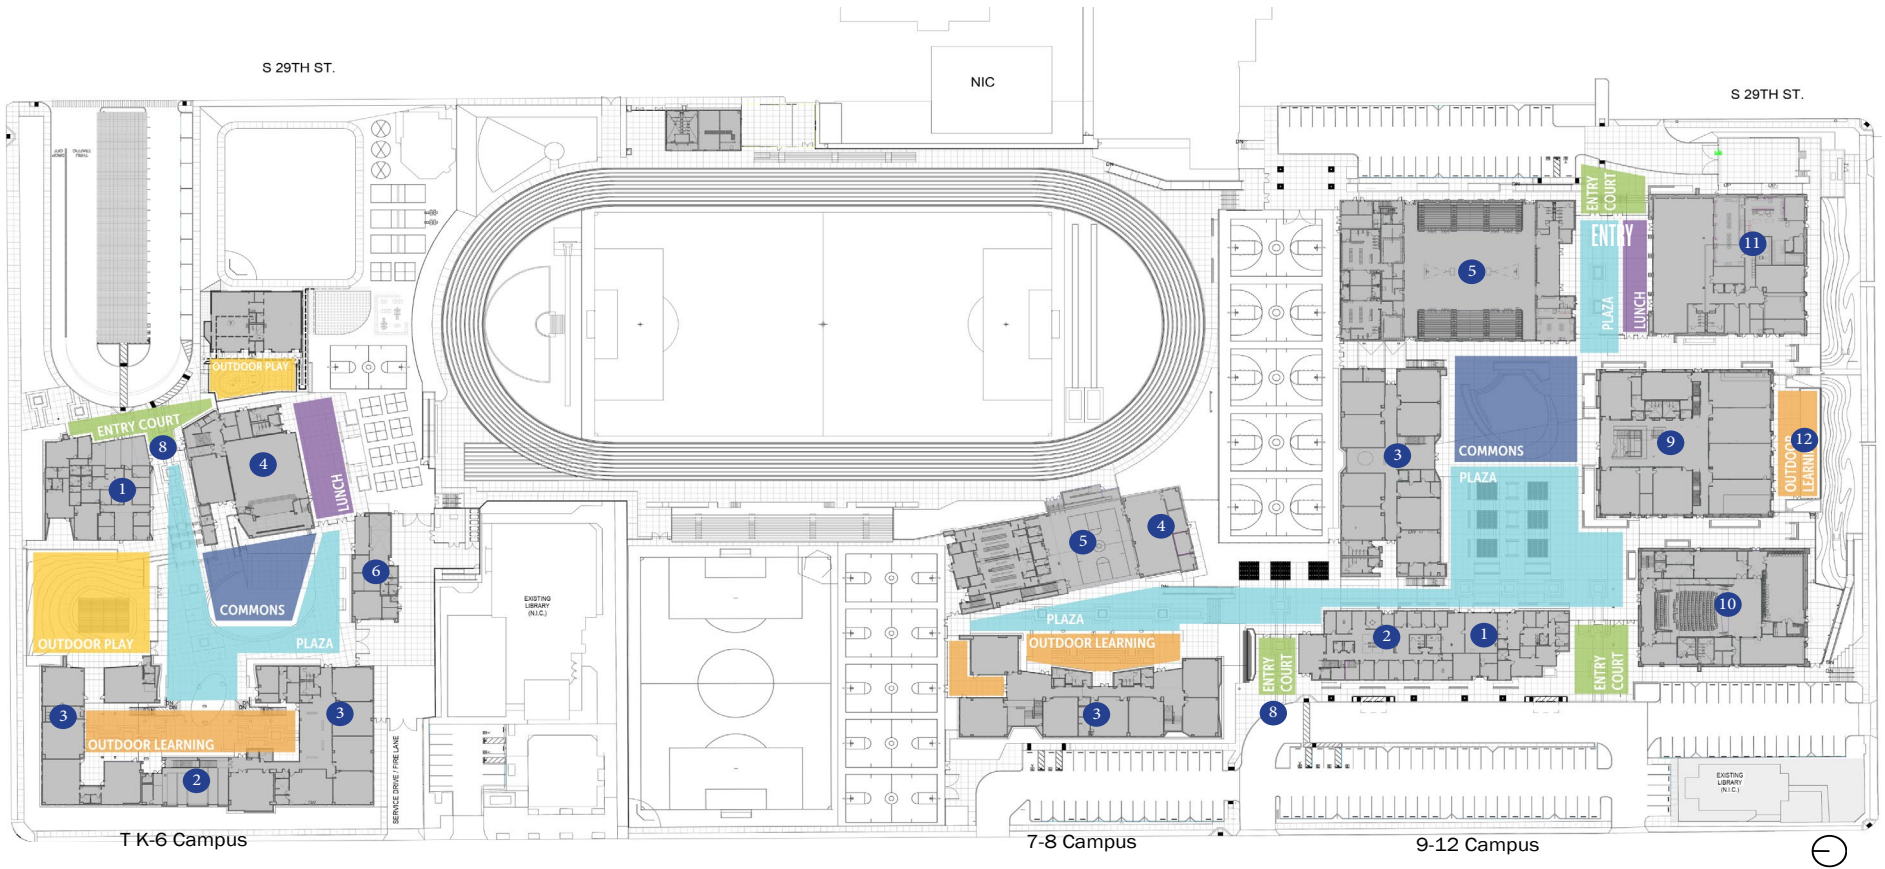 S 29TH ST.
NIC
S 29TH ST.
ENTRY
COURT
11
ENTRY
5
PLAZA
LUNCH
OUTDOOR PLAY
ENTRY COURT
8
4
1
LUNCH
COMMONS
3
9
12
OUTDOOR
LEARNING
PLAZA
4
5
6
COMMONS
OUTDOOR PLAY
PLAZA
EXISTING
LIBRARY
(N.I.C.)
PLAZA
OUTDOOR LEARNING
10
2
1
ENTRY
COURT
ENTRY
COURT
3
3
OUTDOOR LEARNING
2
SERVICE DRIVE / FIRE LANE
3
8
EXISTING
LIBRARY
(N.I.C.)
T K-6 Campus
7-8 Campus
9-12 Campus